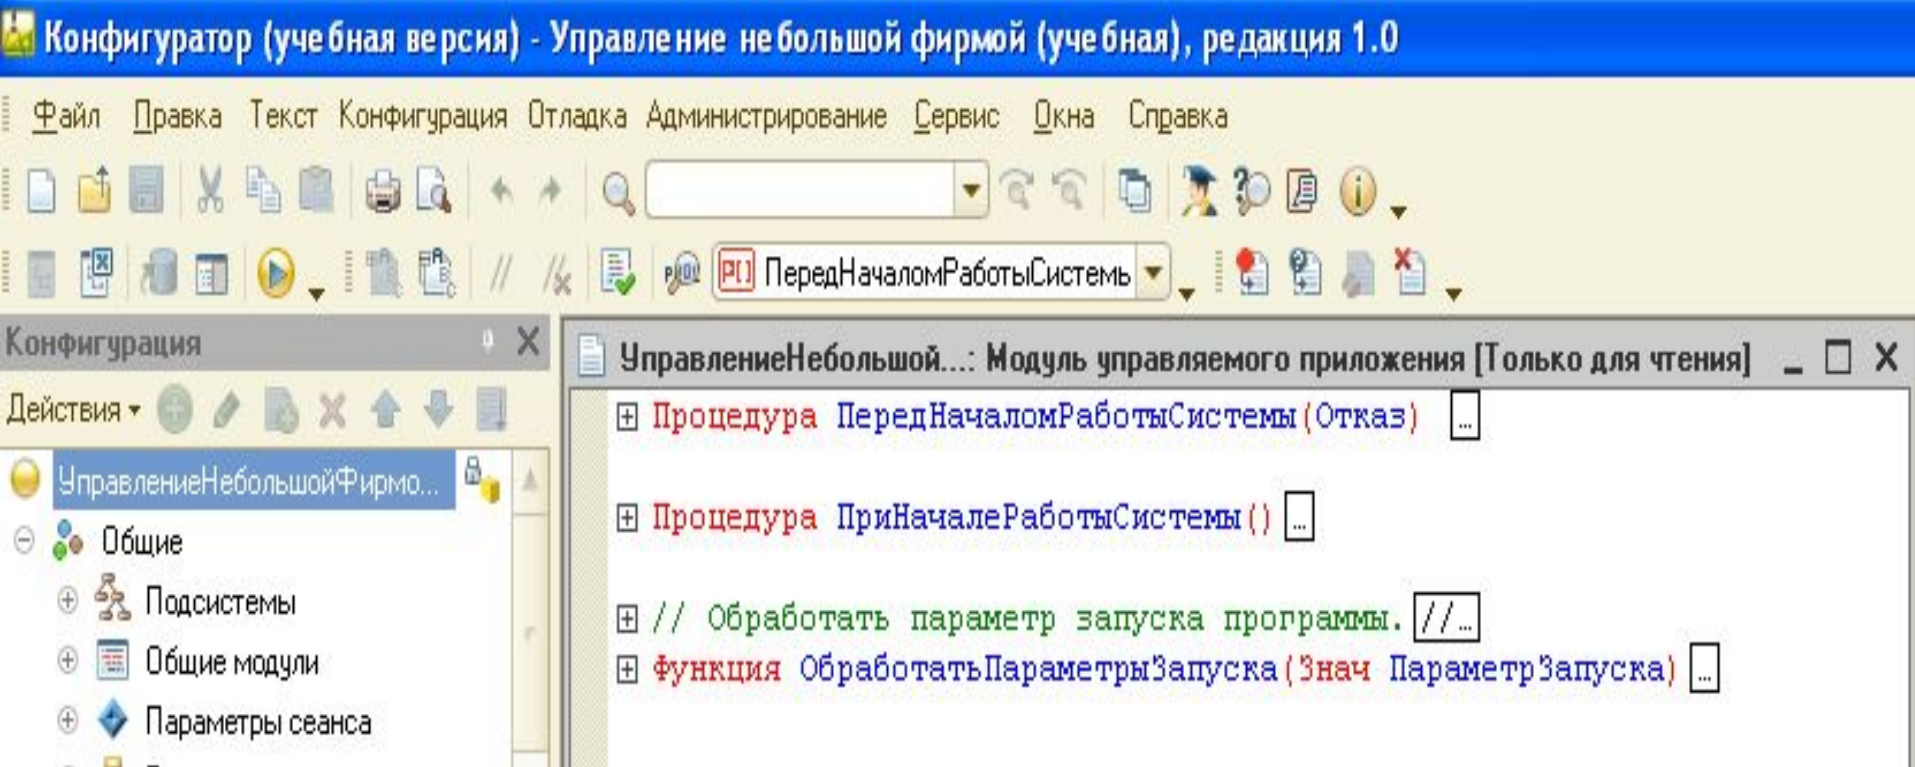 Конфигуратор (учебная версия) - Управление небольшой фирмой (учебная), редакция 1.0
Файл Правка Текст Конфигурация Отладка Администрирование Сервис Окна Справка
ПередНачаломРаботыСистемь
Конфигурация
УправлениеНебольшой...: Модуль управляемого приложения [Только для чтения]
Действия
УправлениеНебольшойФирмо...
Общие
Подсистемы
Общие модули
Параметры сеанса
Процедура ПередНачаломРаботыСистемы(Отказ) ...
Процедура ПриНачалеРаботыСистемы() ...
// Обработать параметр запуска программы. //...
Функция ОбработатьПараметрыЗапуска(Знач ПараметрЗапуска) ...